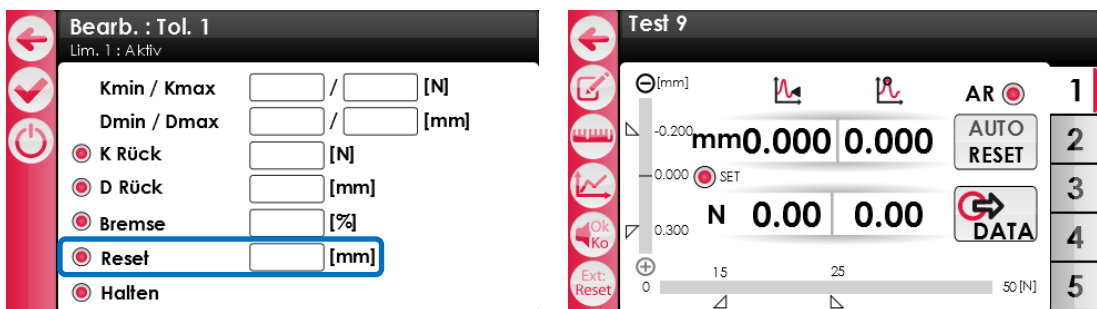 Bearb. : Tol. 1
Lim. 1 : Aktiv
Kmin / Kmax / [N]
Dmin / Dmax / [mm]
K Rück [N]
D Rück [mm]
Bremse [%]
Reset [mm]
Halten
Test 9
[mm]
AR
1
-0.200
mm 0.000 0.000
AUTO
RESET
2
0.000
SET
3
Ok
Ko
0.300
N 0.00 0.00
DATA
4
Ext:
Reset
15 25
0 50 [N]
5